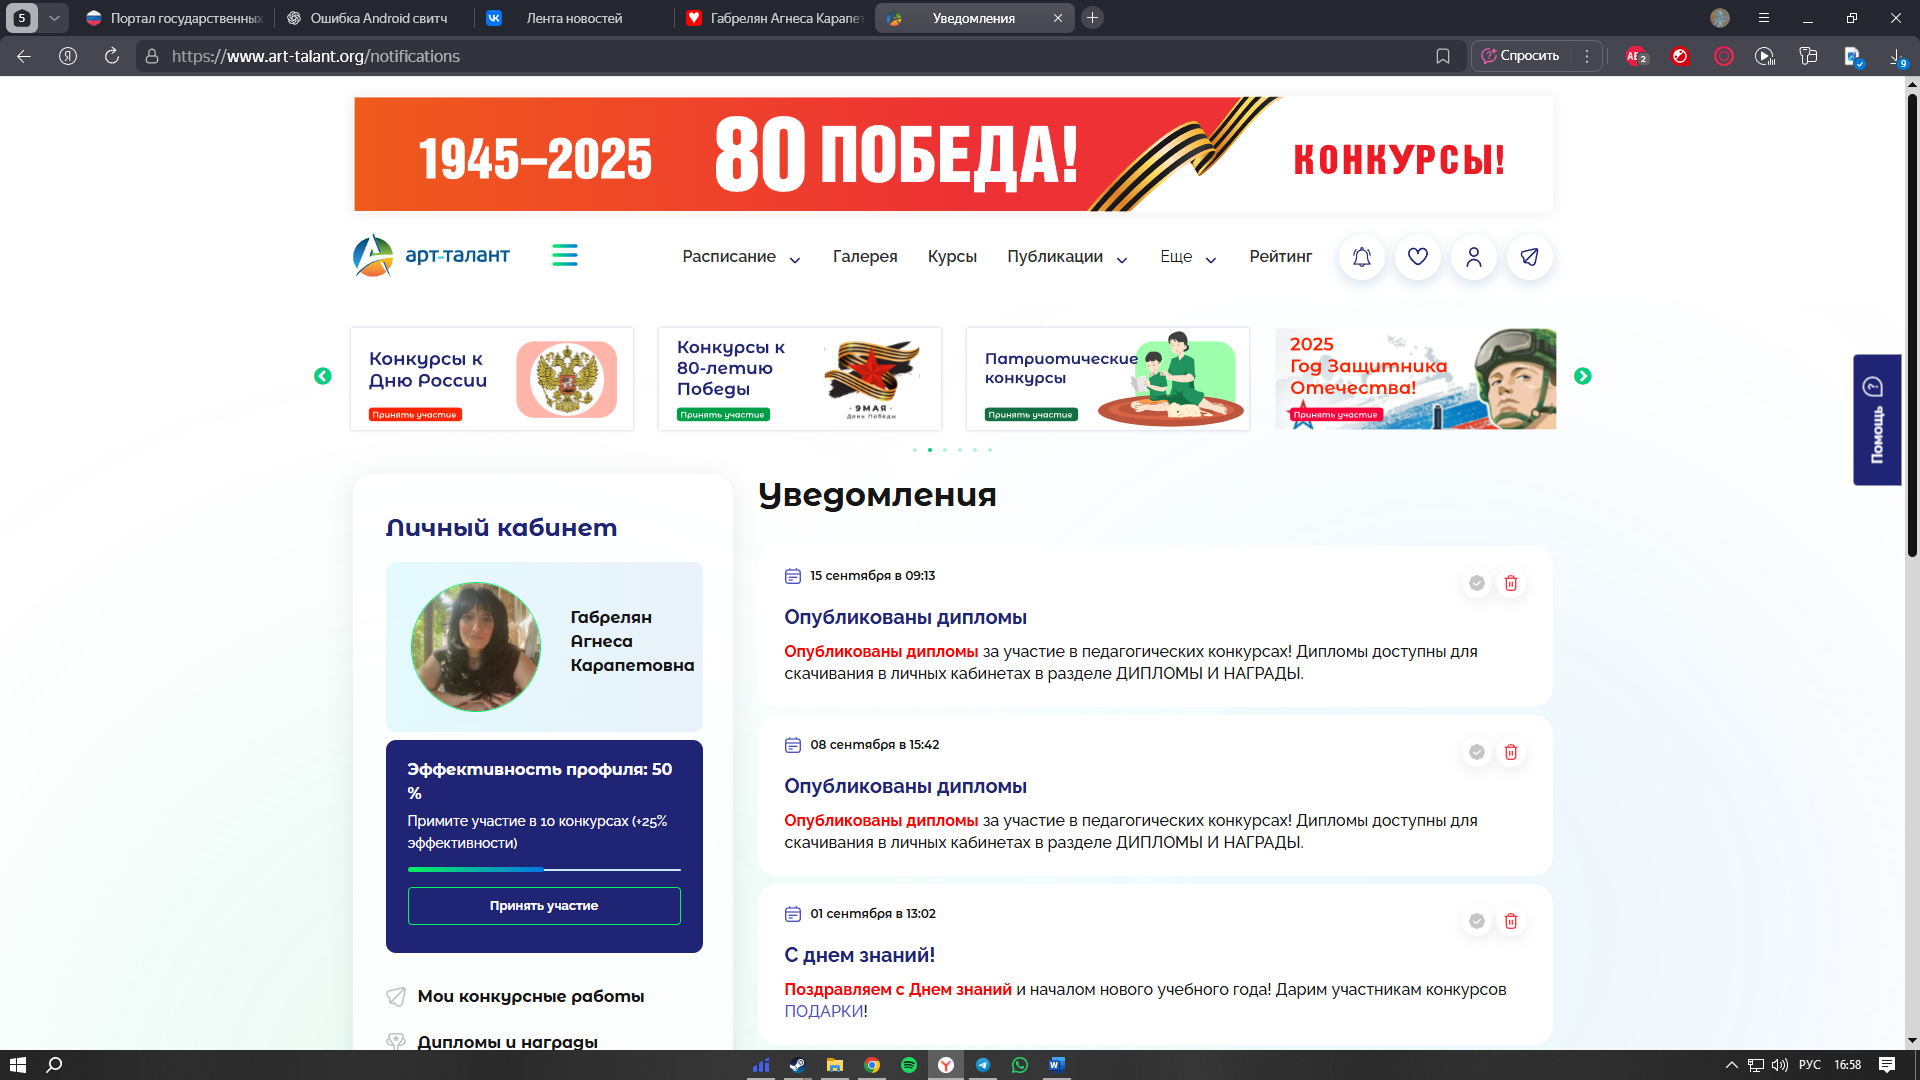 5
Портал государственных
Ошибка Android свитч
Лента новостей
Габрелян Агнеса Карапет
Уведомления
https://www.art-talant.org/notifications
Спросить
2
9
1945–2025
80 ПОБЕДА!
КОНКУРСЫ!
арт-талант
Расписание
Галерея
Курсы
Публикации
Еще
Рейтинг
Конкурсы к
Дню России
Принять участие
Конкурсы к
80-летию
Победы
Принять участие
· 9 МАЯ ·
День Победы
Патриотические
конкурсы
Принять участие
2025
Год Защитника
Отечества!
Принять участие
Помощь
Личный кабинет
Габрелян
Агнеса
Карапетовна
Эффективность профиля: 50
%
Примите участие в 10 конкурсах (+25%
эффективности)
Принять участие
Мои конкурсные работы
Дипломы и награды
Уведомления
15 сентября в 09:13
Опубликованы дипломы
Опубликованы дипломы за участие в педагогических конкурсах! Дипломы доступны для
скачивания в личных кабинетах в разделе ДИПЛОМЫ И НАГРАДЫ.
08 сентября в 15:42
Опубликованы дипломы
Опубликованы дипломы за участие в педагогических конкурсах! Дипломы доступны для
скачивания в личных кабинетах в разделе ДИПЛОМЫ И НАГРАДЫ.
01 сентября в 13:02
С днем знаний!
Поздравляем с Днем знаний и началом нового учебного года! Дарим участникам конкурсов
ПОДАРКИ!
РУС
16:58